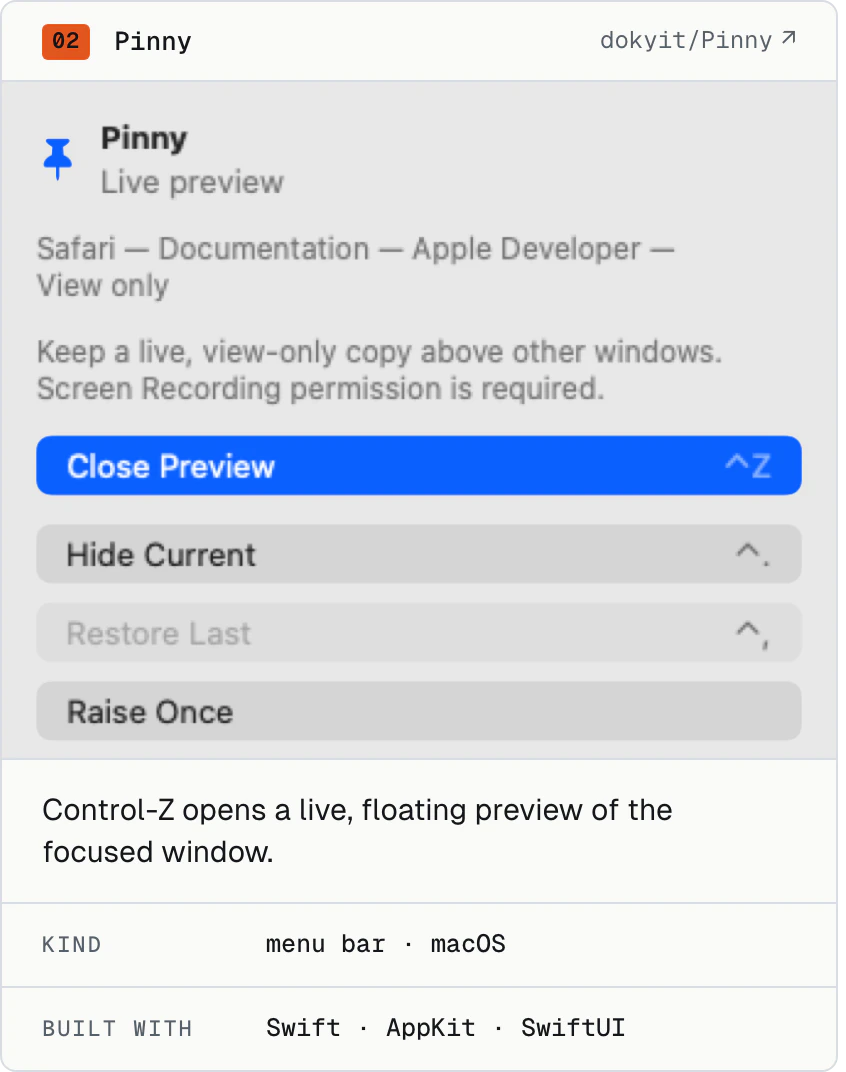 02 Pinny dokyit/Pinny ↗
Pinny
Live preview
Safari — Documentation — Apple Developer —
View only
Keep a live, view-only copy above other windows.
Screen Recording permission is required.
Close Preview ^Z
Hide Current ^.
Restore Last ^,
Raise Once
Control-Z opens a live, floating preview of the
focused window.
KIND menu bar · macOS
BUILT WITH Swift · AppKit · SwiftUI